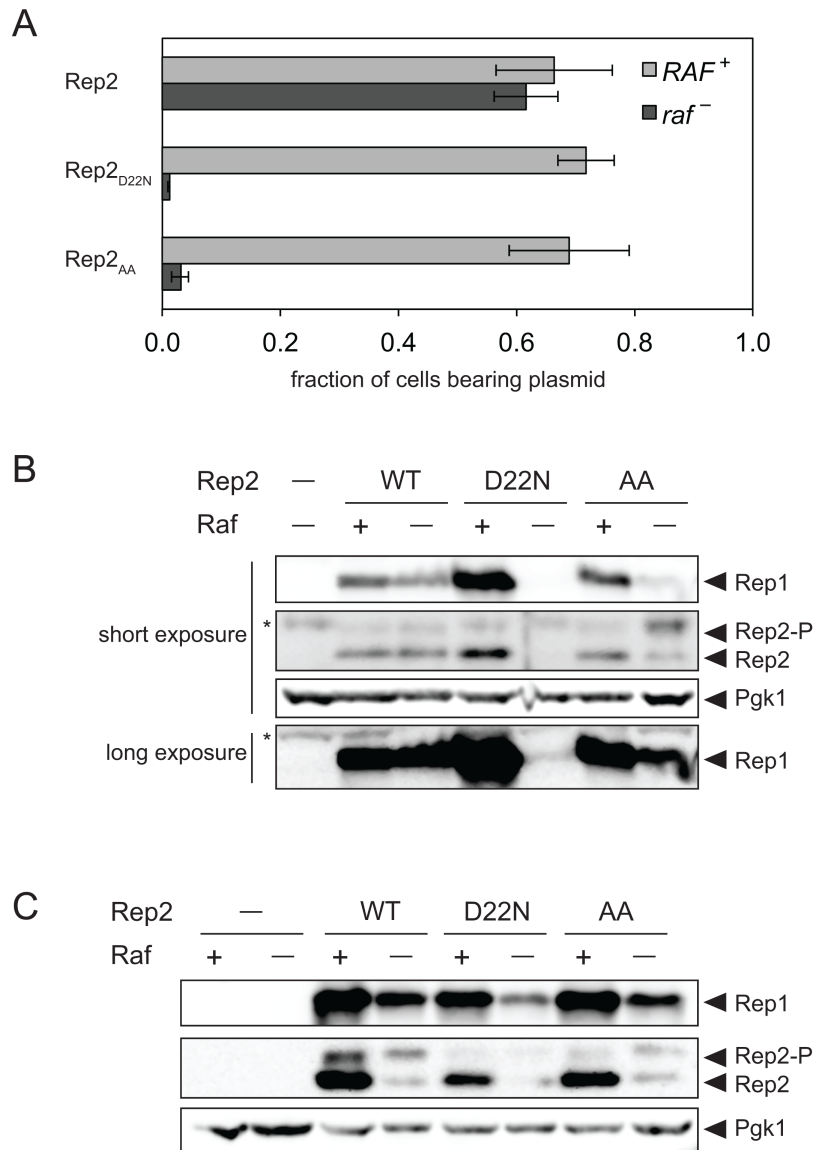 A
Rep2
RAF +
raf –
Rep2D22N
Rep2AA
0.0 0.2 0.4 0.6 0.8 1.0
fraction of cells bearing plasmid
B
Rep2 — WT D22N AA
Raf — + — + — + —
Rep1
short exposure * Rep2-P
Rep2
Pgk1
long exposure * Rep1
C
Rep2 — WT D22N AA
Raf + — + — + — + —
Rep1
Rep2-P
Rep2
Pgk1